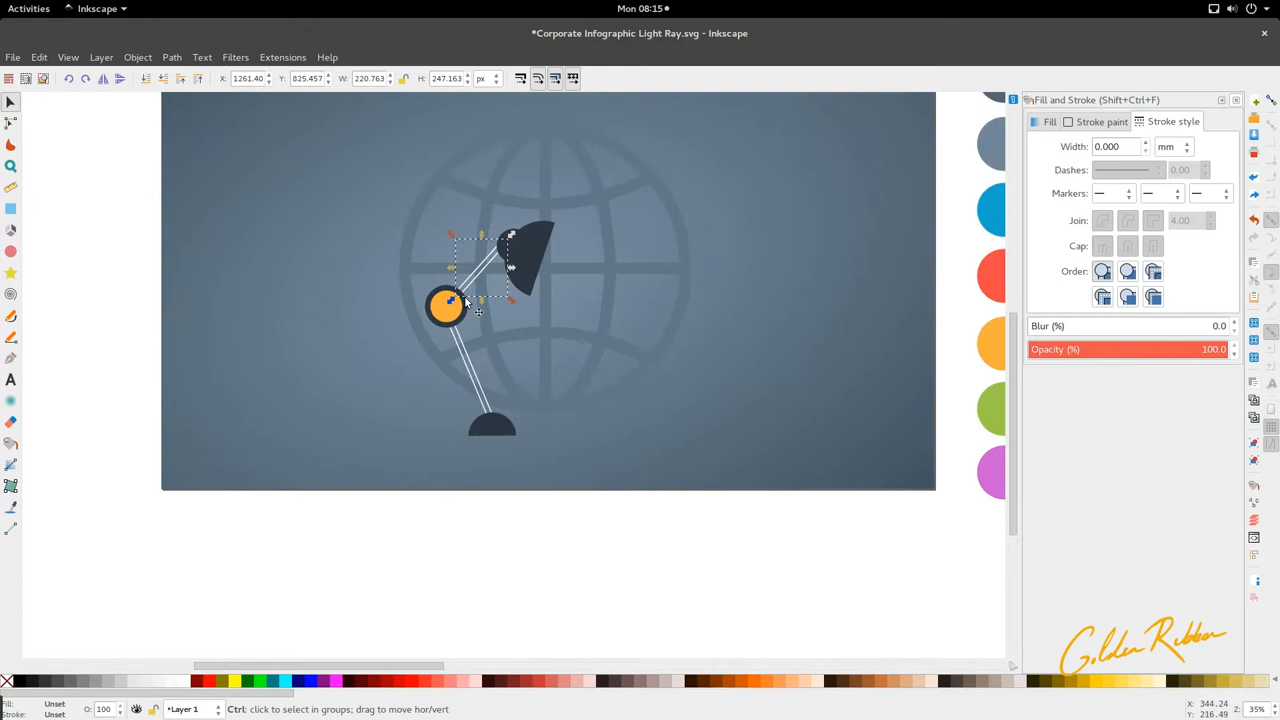 Activities
Inkscape
Mon 08:15
*Corporate Infographic Light Ray.svg - Inkscape
File Edit View Layer Object Path Text Filters Extensions Help
X: 1261.40 Y: 825.457 W: 220.763 H: 247.163 px
Fill and Stroke (Shift+Ctrl+F)
Fill Stroke paint Stroke style
Width: 0.000 mm
Dashes: 0.00
Markers:
Join: 4.00
Cap:
Order:
Blur (%) 0.0
Opacity (%) 100.0
Golden Ribbon
Fill: Unset
Stroke: Unset
O: 100
•Layer 1
Ctrl: click to select in groups; drag to move hor/vert
X: 344.24
Y: 216.49
Z: 35%